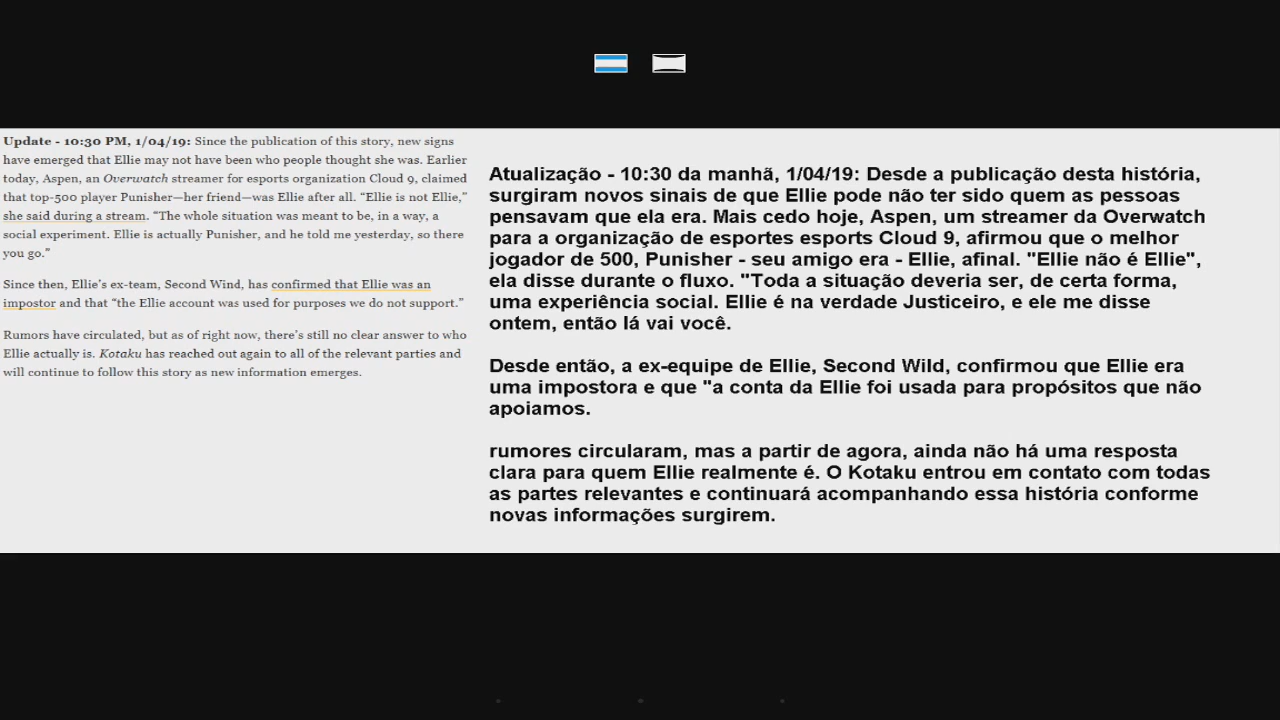 Update - 10:30 PM, 1/04/19: Since the publication of this story, new signs
have emerged that Ellie may not have been who people thought she was. Earlier
today, Aspen, an Overwatch streamer for esports organization Cloud 9, claimed
that top-500 player Punisher—her friend—was Ellie after all. “Ellie is not Ellie,”
she said during a stream. “The whole situation was meant to be, in a way, a
social experiment. Ellie is actually Punisher, and he told me yesterday, so there
you go.”
Since then, Ellie’s ex-team, Second Wind, has confirmed that Ellie was an
impostor and that “the Ellie account was used for purposes we do not support.”
Rumors have circulated, but as of right now, there’s still no clear answer to who
Ellie actually is. Kotaku has reached out again to all of the relevant parties and
will continue to follow this story as new information emerges.
Atualização - 10:30 da manhã, 1/04/19: Desde a publicação desta história,
surgiram novos sinais de que Ellie pode não ter sido quem as pessoas
pensavam que ela era. Mais cedo hoje, Aspen, um streamer da Overwatch
para a organização de esportes esports Cloud 9, afirmou que o melhor
jogador de 500, Punisher - seu amigo era - Ellie, afinal. "Ellie não é Ellie",
ela disse durante o fluxo. "Toda a situação deveria ser, de certa forma,
uma experiência social. Ellie é na verdade Justiceiro, e ele me disse
ontem, então lá vai você.
Desde então, a ex-equipe de Ellie, Second Wild, confirmou que Ellie era
uma impostora e que "a conta da Ellie foi usada para propósitos que não
apoiamos.
rumores circularam, mas a partir de agora, ainda não há uma resposta
clara para quem Ellie realmente é. O Kotaku entrou em contato com todas
as partes relevantes e continuará acompanhando essa história conforme
novas informações surgirem.